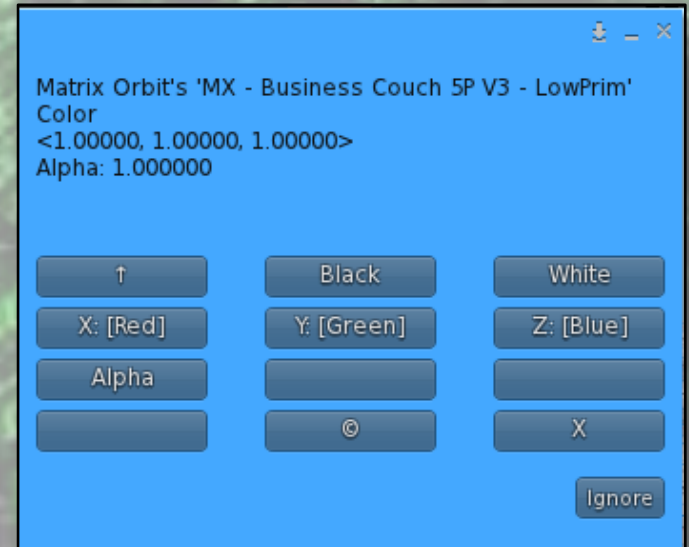 Matrix Orbit's 'MX - Business Couch 5P V3 - LowPrim'
Color
<1.00000, 1.00000, 1.00000>
Alpha: 1.000000
↑ Black White
X: [Red] Y: [Green] Z: [Blue]
Alpha
© X
Ignore